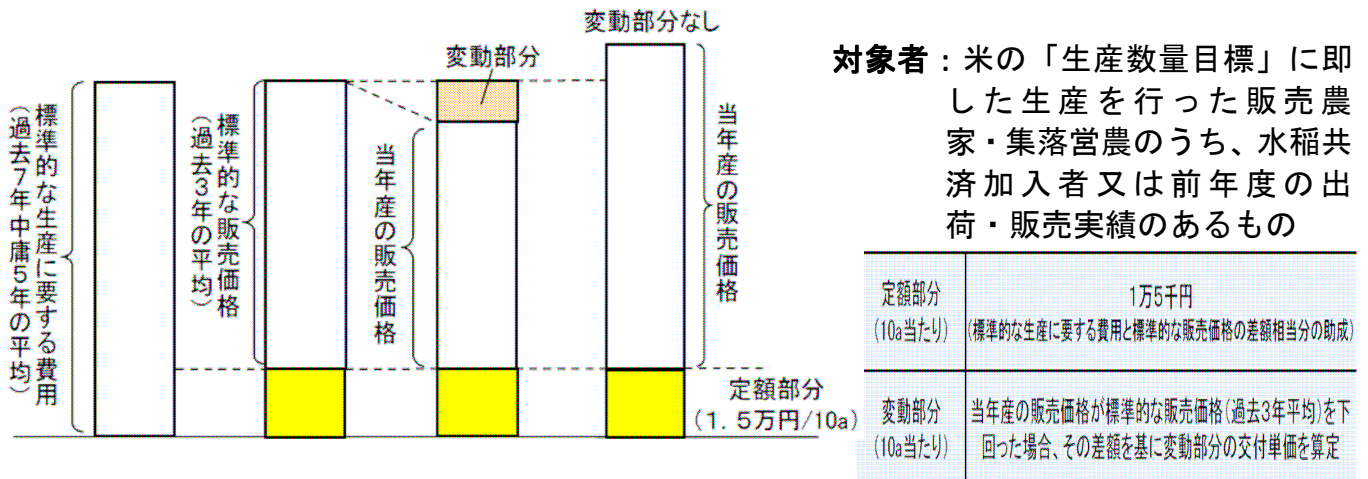 変動部分なし
変動部分
標準的な生産に要する費用
(過去7年中庸5年の平均)
標準的な販売価格
(過去3年の平均)
当年産の販売価格
当年産の販売価格
定額部分
(1.5万円/10a)
対象者：米の「生産数量目標」に即
した生産を行った販売農
家・集落営農のうち、水稲共
済加入者又は前年度の出
荷・販売実績のあるもの
定額部分
(10a当たり)
1万5千円
(標準的な生産に要する費用と標準的な販売価格の差額相当分の助成)
変動部分
(10a当たり)
当年産の販売価格が標準的な販売価格(過去3年平均)を下
回った場合、その差額を基に変動部分の交付単価を算定